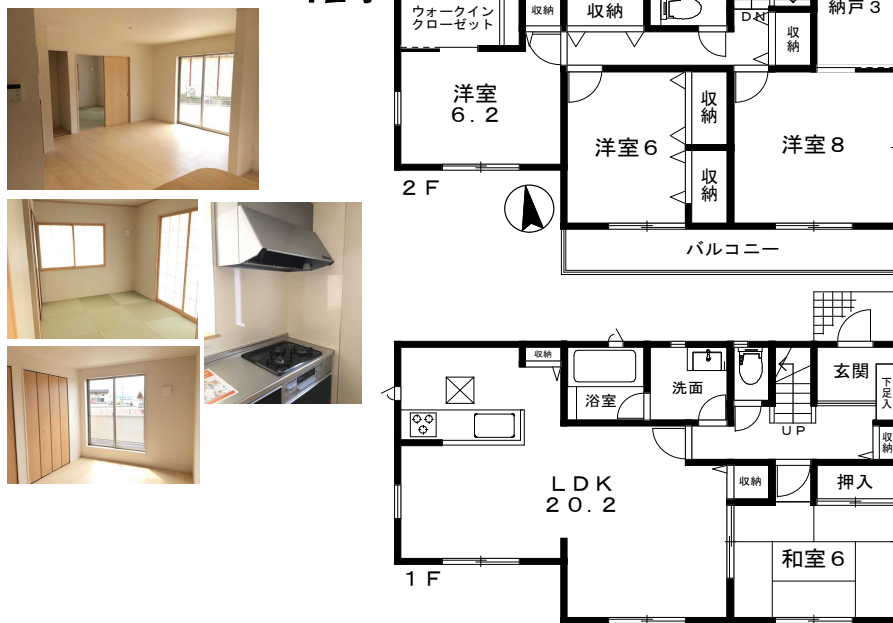 ウォークイン
クローゼット
収納
収納
DN
収納
納戸3
洋室
6.2
洋室6
収納
収納
洋室8
2F
バルコニー
収納
浴室
洗面
UP
玄関
下足入
収納
LDK
20.2
収納
押入
和室6
1F